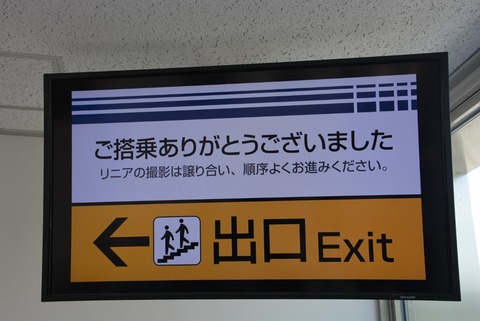 ご搭乗ありがとうございました
リニアの撮影は譲り合い、順序よくお進みください。
出口 Exit
SHARP